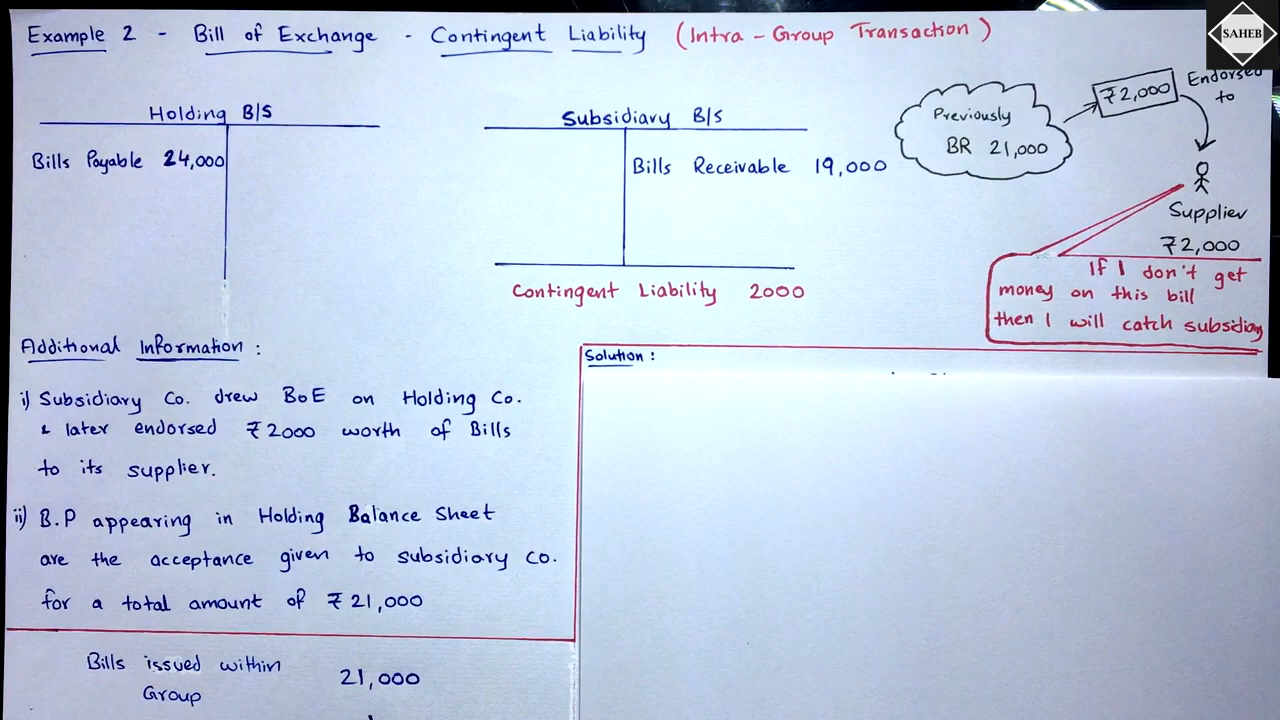 Example 2 - Bill of Exchange - Contingent Liability (Intra - Group Transaction)
SAHEB
Holding B/S
Bills Payable 24,000
Subsidiary B/S
Bills Receivable 19,000
Contingent Liability 2000
Previously
BR 21,000
₹2,000
Endorsed
to
Supplier
₹2,000
If I don't get
money on this bill
then I will catch subsidiary
Additional Information :
i) Subsidiary Co. drew BoE on Holding Co.
& later endorsed ₹2000 worth of Bills
to its supplier.
ii) B.P appearing in Holding Balance Sheet
are the acceptance given to subsidiary co.
for a total amount of ₹21,000
Bills issued within 21,000
Group
Solution :